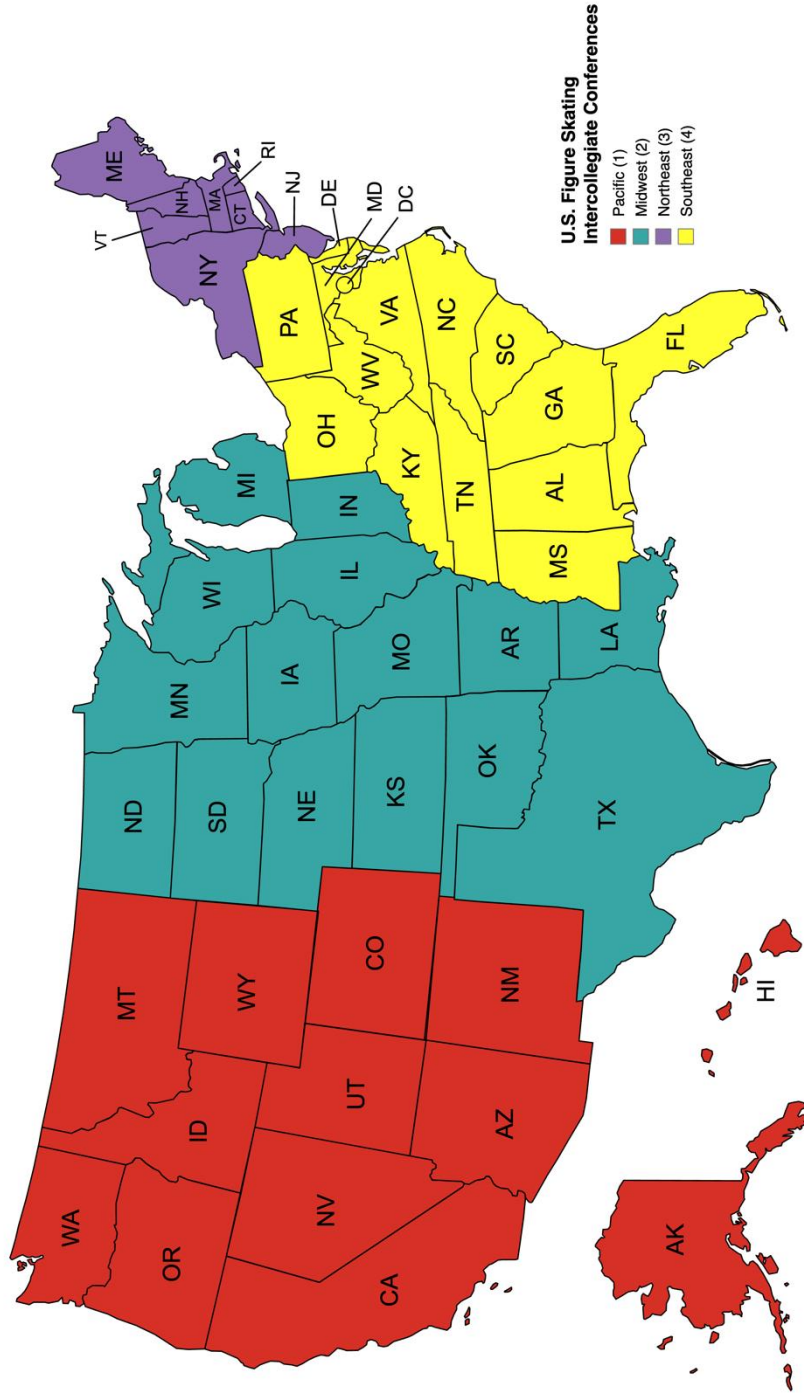 WA
OR
CA
NV
ID
MT
WY
UT
AZ
CO
NM
ND
SD
NE
KS
OK
TX
MN
IA
MO
AR
LA
WI
IL
MI
IN
OH
KY
TN
MS
AL
GA
FL
SC
NC
VA
WV
PA
NY
VT
NH
MA
CT
ME
RI
NJ
DE
MD
DC
AK
HI
U.S. Figure Skating
Intercollegiate Conferences
Pacific (1)
Midwest (2)
Northeast (3)
Southeast (4)